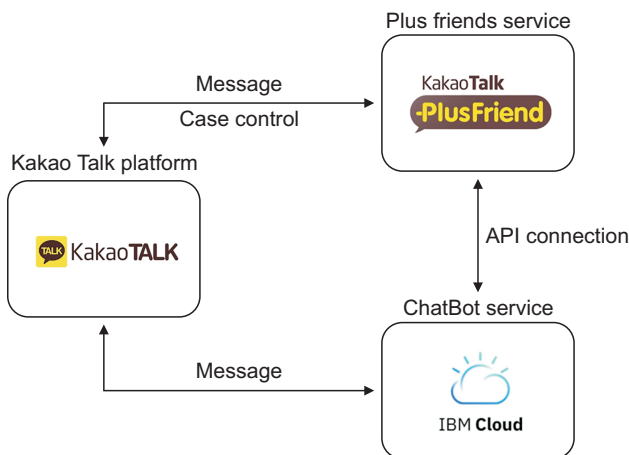 Plus friends service
KakaoTalk
PlusFriend
Message
Case control
Kakao Talk platform
TALK
KakaoTALK
API connection
ChatBot service
Message
IBM Cloud